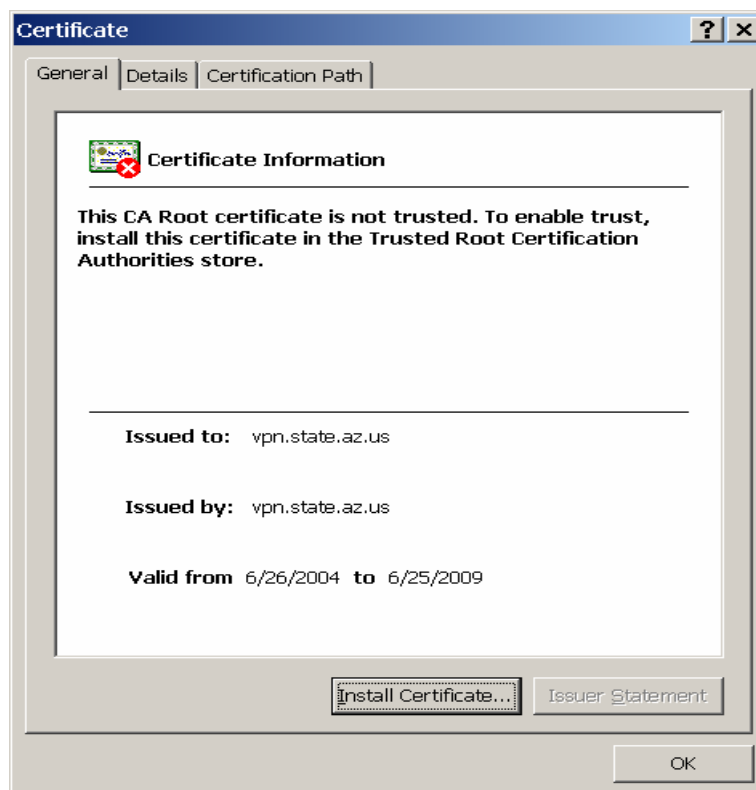 Certificate
General Details Certification Path
Certificate Information
This CA Root certificate is not trusted. To enable trust,
install this certificate in the Trusted Root Certification
Authorities store.
Issued to: vpn.state.az.us
Issued by: vpn.state.az.us
Valid from 6/26/2004 to 6/25/2009
Install Certificate... Issuer Statement
OK